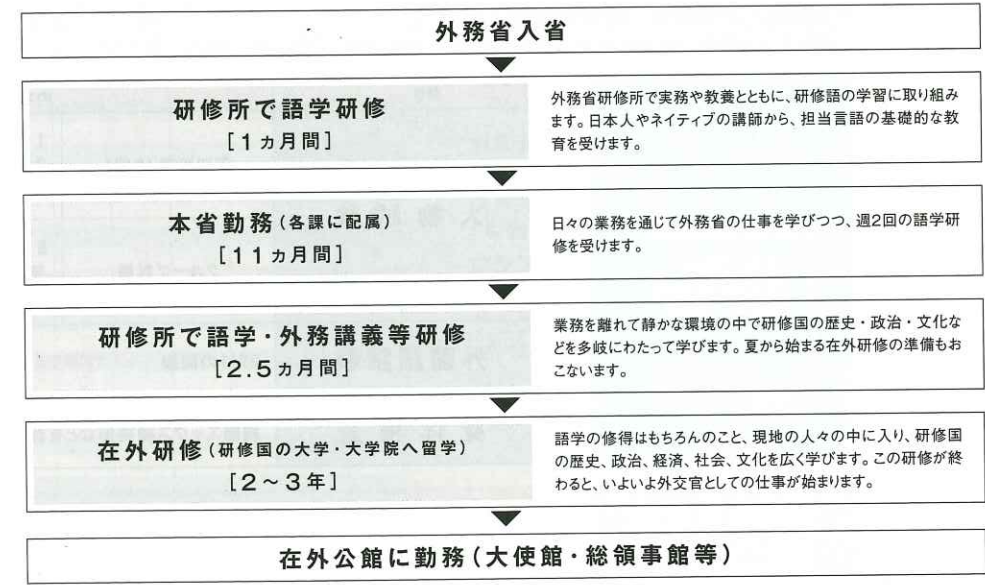 外務省入省
研修所で語学研修
[1ヵ月間]
外務省研修所で実務や教養とともに、研修語の学習に取り組み
ます。日本人やネイティブの講師から、担当言語の基礎的な教
育を受けます。
本省勤務(各課に配属)
[11ヵ月間]
日々の業務を通じて外務省の仕事を学びつつ、週2回の語学研
修を受けます。
研修所で語学・外務講義等研修
[2.5ヵ月間]
業務を離れて静かな環境の中で研修国の歴史・政治・文化な
どを多岐にわたって学びます。夏から始まる在外研修の準備もお
こないます。
在外研修(研修国の大学・大学院へ留学)
[2〜3年]
語学の修得はもちろんのこと、現地の人々の中に入り、研修国
の歴史、政治、経済、社会、文化を広く学びます。この研修が終
わると、いよいよ外交官としての仕事が始まります。
在外公館に勤務(大使館・総領事館等)